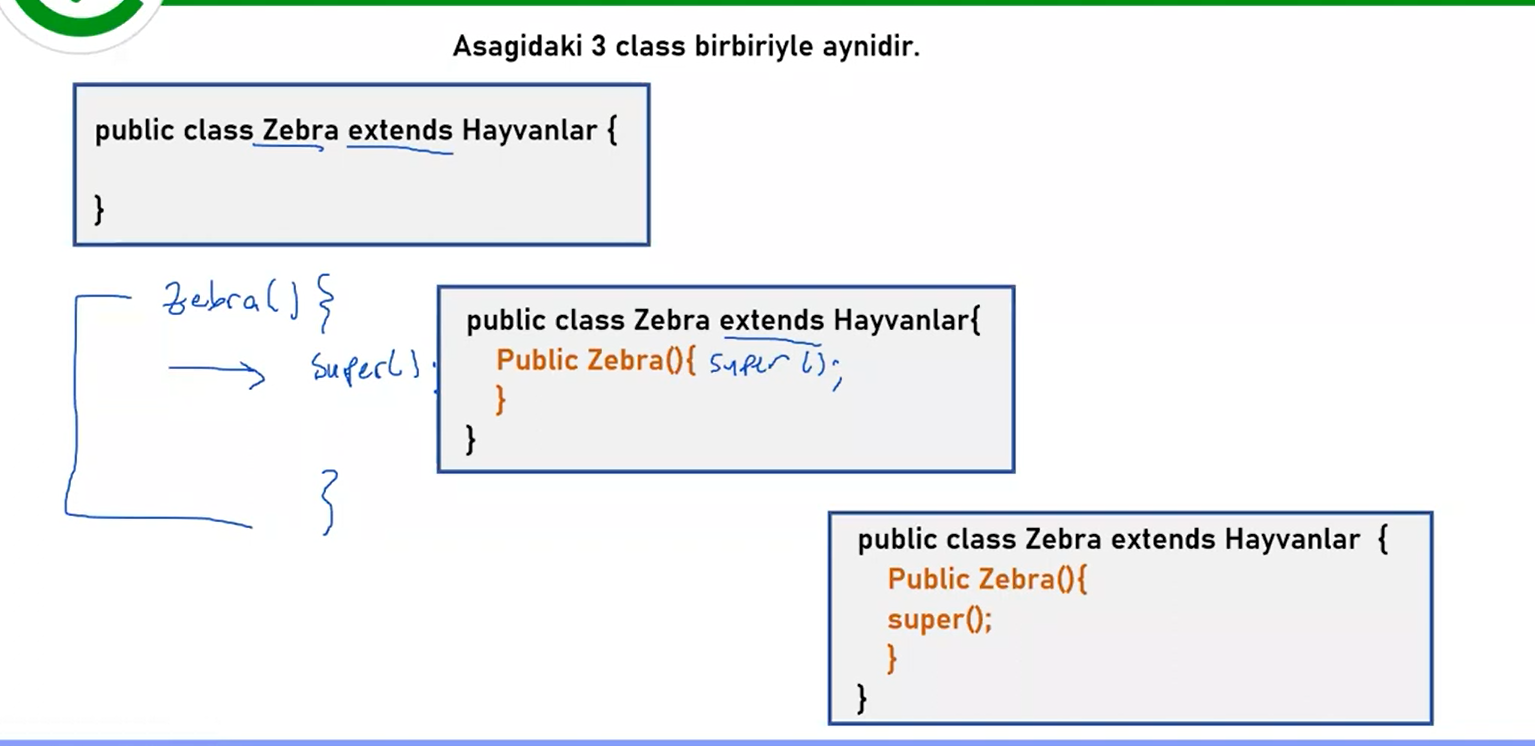 Asagidaki 3 class birbiriyle aynidir.
public class Zebra extends Hayvanlar {
}
Zebra() {
super();
}
public class Zebra extends Hayvanlar{
Public Zebra(){ super();
}
}
public class Zebra extends Hayvanlar {
Public Zebra(){
super();
}
}